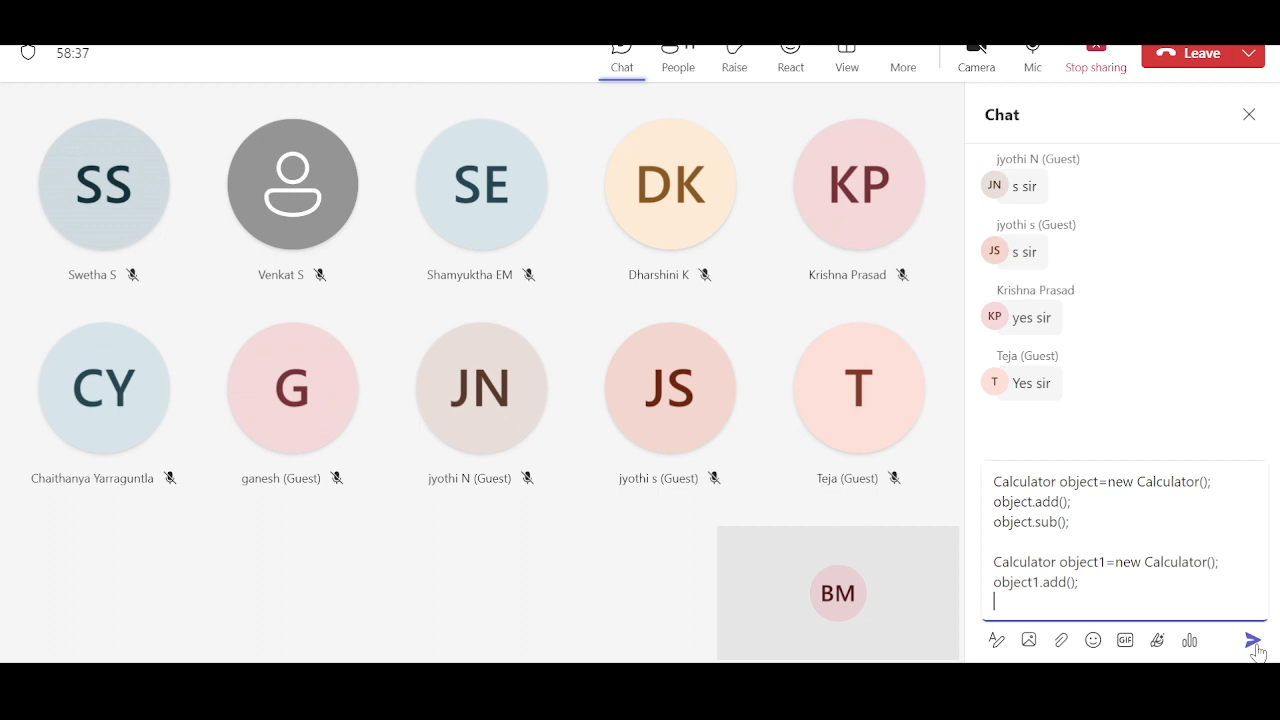 58:37
Chat
People
Raise
React
View
More
Camera
Mic
Stop sharing
Leave
SS
SE
DK
KP
Swetha S
Venkat S
Shamyuktha EM
Dharshini K
Krishna Prasad
CY
G
JN
JS
T
Chaithanya Yarraguntla
ganesh (Guest)
jyothi N (Guest)
jyothi s (Guest)
Teja (Guest)
BM
Chat
jyothi N (Guest)
JN s sir
jyothi s (Guest)
JS s sir
Krishna Prasad
KP yes sir
Teja (Guest)
T Yes sir
Calculator object=new Calculator();
object.add();
object.sub();
Calculator object1=new Calculator();
object1.add();
GIF